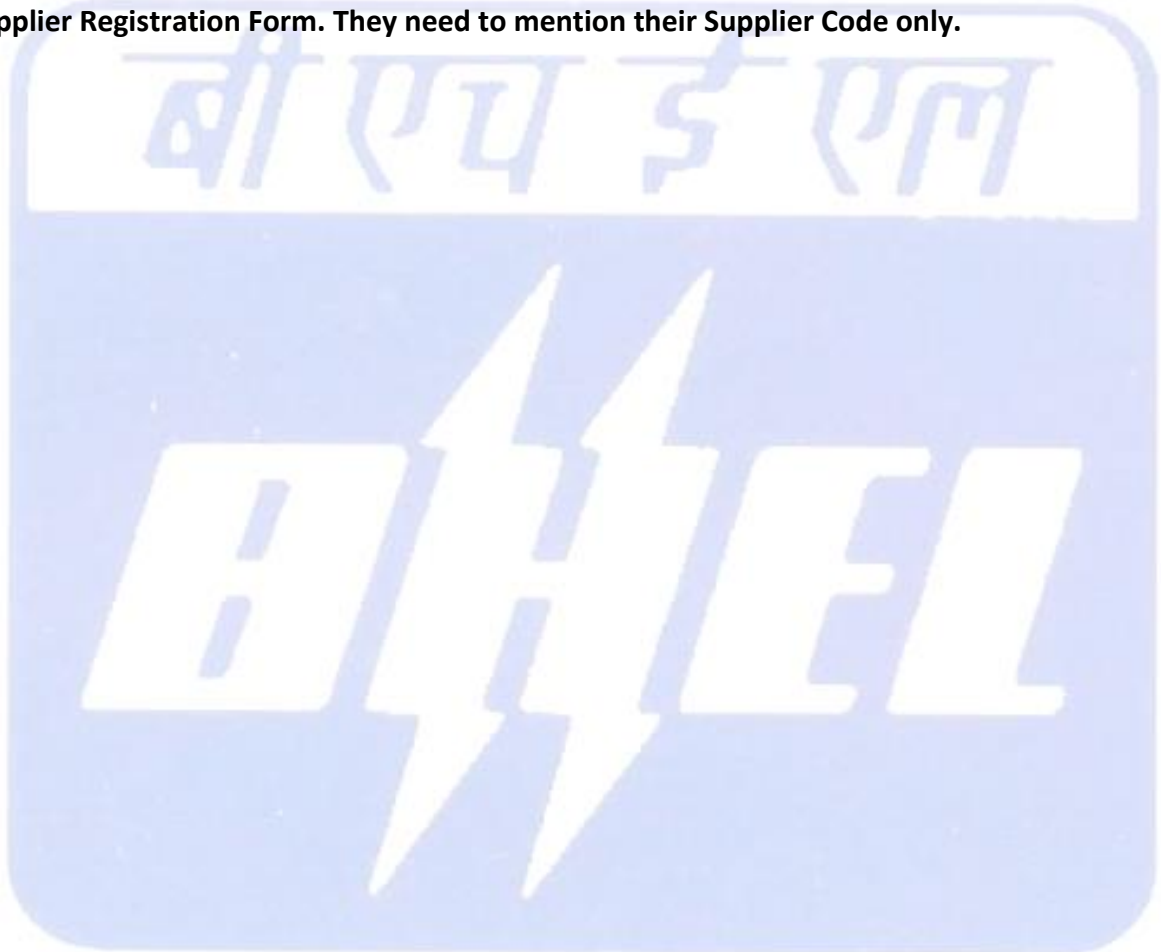 pplier Registration Form. They need to mention their Supplier Code only.
बी एच ई एल
BHEL